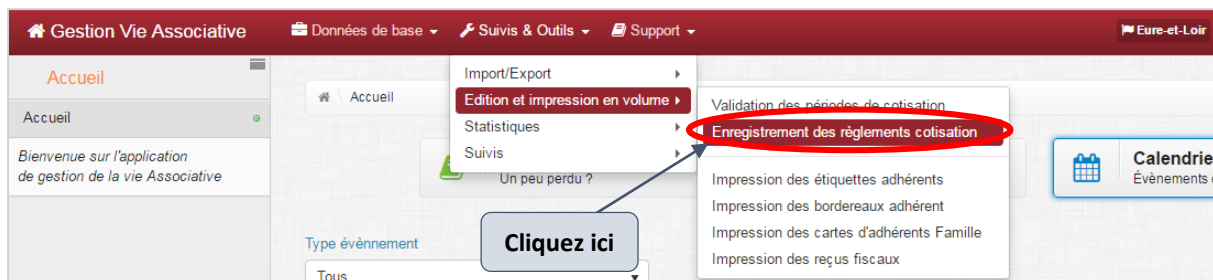 Gestion Vie Associative
Données de base
Suivis & Outils
Support
Eure-et-Loir
Accueil
Accueil
Accueil
Bienvenue sur l'application
de gestion de la vie Associative
Import/Export
Edition et impression en volume
Statistiques
Suivis
Validation des périodes de cotisation
Enregistrement des règlements cotisation
Impression des étiquettes adhérents
Impression des bordereaux adhérent
Impression des cartes d'adhérents Famille
Impression des reçus fiscaux
Un peu perdu ?
Calendrie
Évènements
Cliquez ici
Type évènnement
Tous